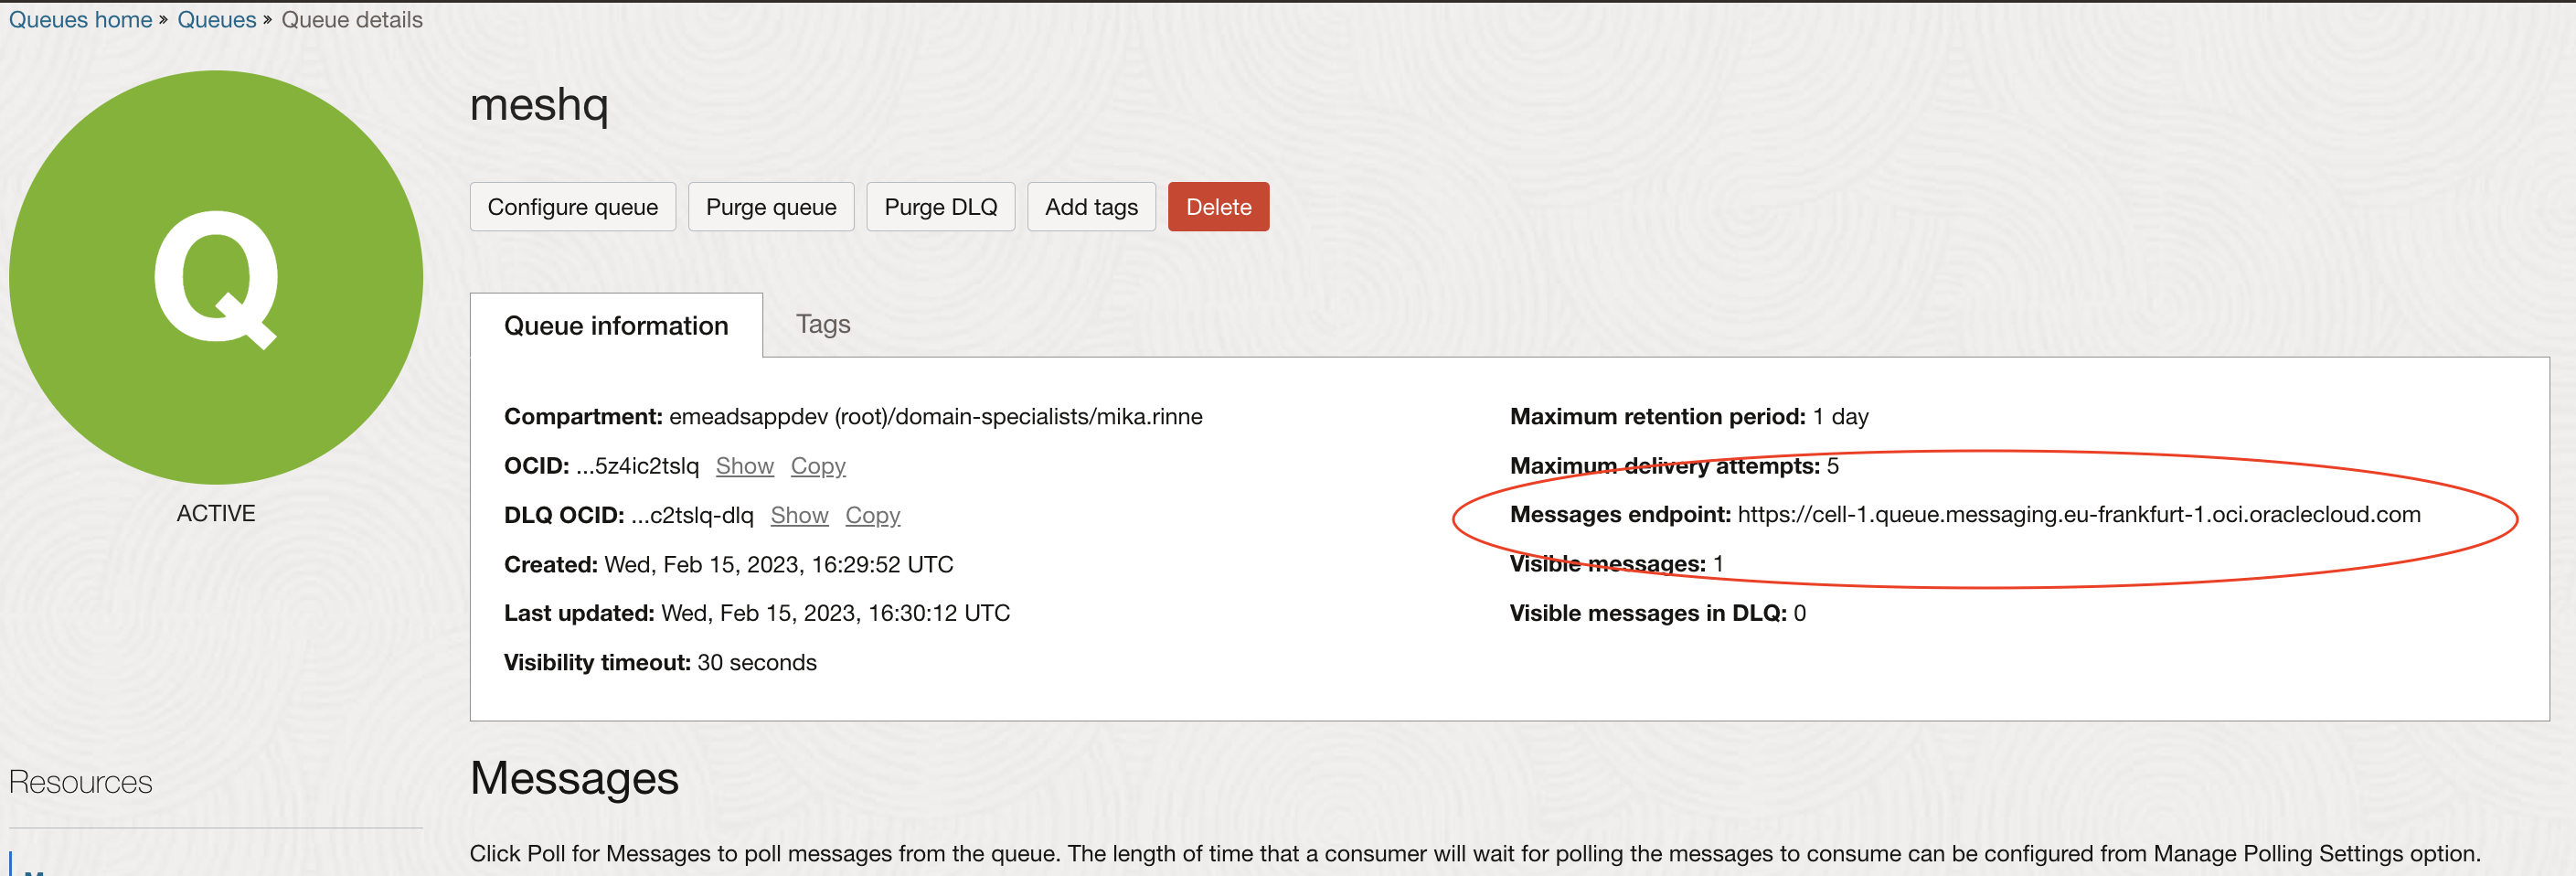 Queues home » Queues » Queue details
Q
ACTIVE
meshq
Configure queue Purge queue Purge DLQ Add tags Delete
Queue information Tags
Compartment: emeadsappdev (root)/domain-specialists/mika.rinne
OCID: ...5z4ic2tslq Show Copy
DLQ OCID: ...c2tslq-dlq Show Copy
Created: Wed, Feb 15, 2023, 16:29:52 UTC
Last updated: Wed, Feb 15, 2023, 16:30:12 UTC
Visibility timeout: 30 seconds
Maximum retention period: 1 day
Maximum delivery attempts: 5
Messages endpoint: https://cell-1.queue.messaging.eu-frankfurt-1.oci.oraclecloud.com
Visible messages: 1
Visible messages in DLQ: 0
Resources
Messages
Click Poll for Messages to poll messages from the queue. The length of time that a consumer will wait for polling the messages to consume can be configured from Manage Polling Settings option.